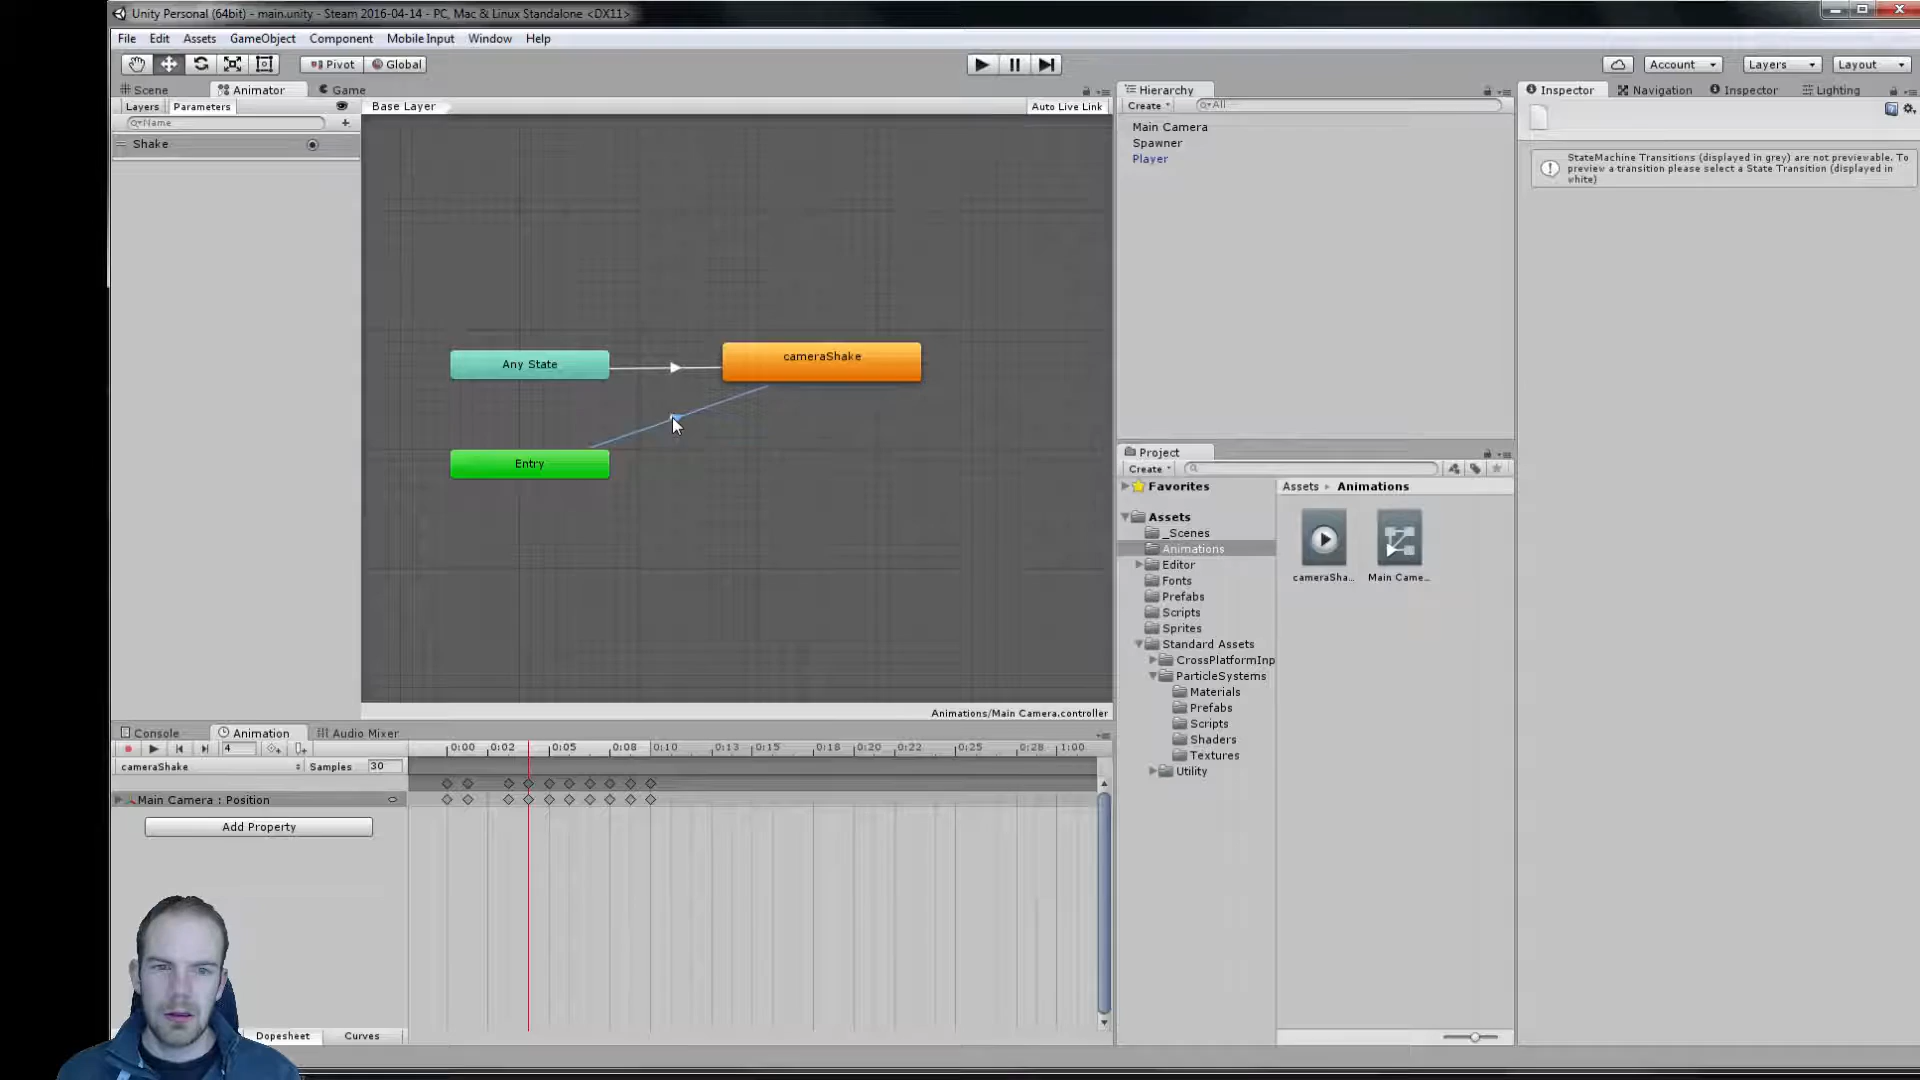 Unity Personal (64bit) - main.unity - Steam 2016-04-14 - PC, Mac & Linux Standalone <DX11>
File Edit Assets GameObject Component Mobile Input Window Help
Pivot Global Account Layers Layout
Scene Animator Game
Layers Parameters Base Layer Auto Live Link
Name
Shake
Any State
cameraShake
Entry
Animations/Main Camera.controller
Hierarchy
Create All
Main Camera
Spawner
Player
Inspector Navigation Inspector Lighting
StateMachine Transitions (displayed in grey) are not previewable. To
preview a transition please select a State Transition (displayed in
white)
Project
Create
Favorites
Assets
_Scenes
Animations
Editor
Fonts
Prefabs
Scripts
Sprites
Standard Assets
CrossPlatformInp
ParticleSystems
Materials
Prefabs
Scripts
Shaders
Textures
Utility
Assets Animations
cameraSha... Main Came...
Console Animation Audio Mixer
4 0:00 0:02 0:05 0:08 0:10 0:13 0:15 0:18 0:20 0:22 0:25 0:28 1:00
cameraShake Samples 30
Main Camera : Position
Add Property
Dopesheet Curves